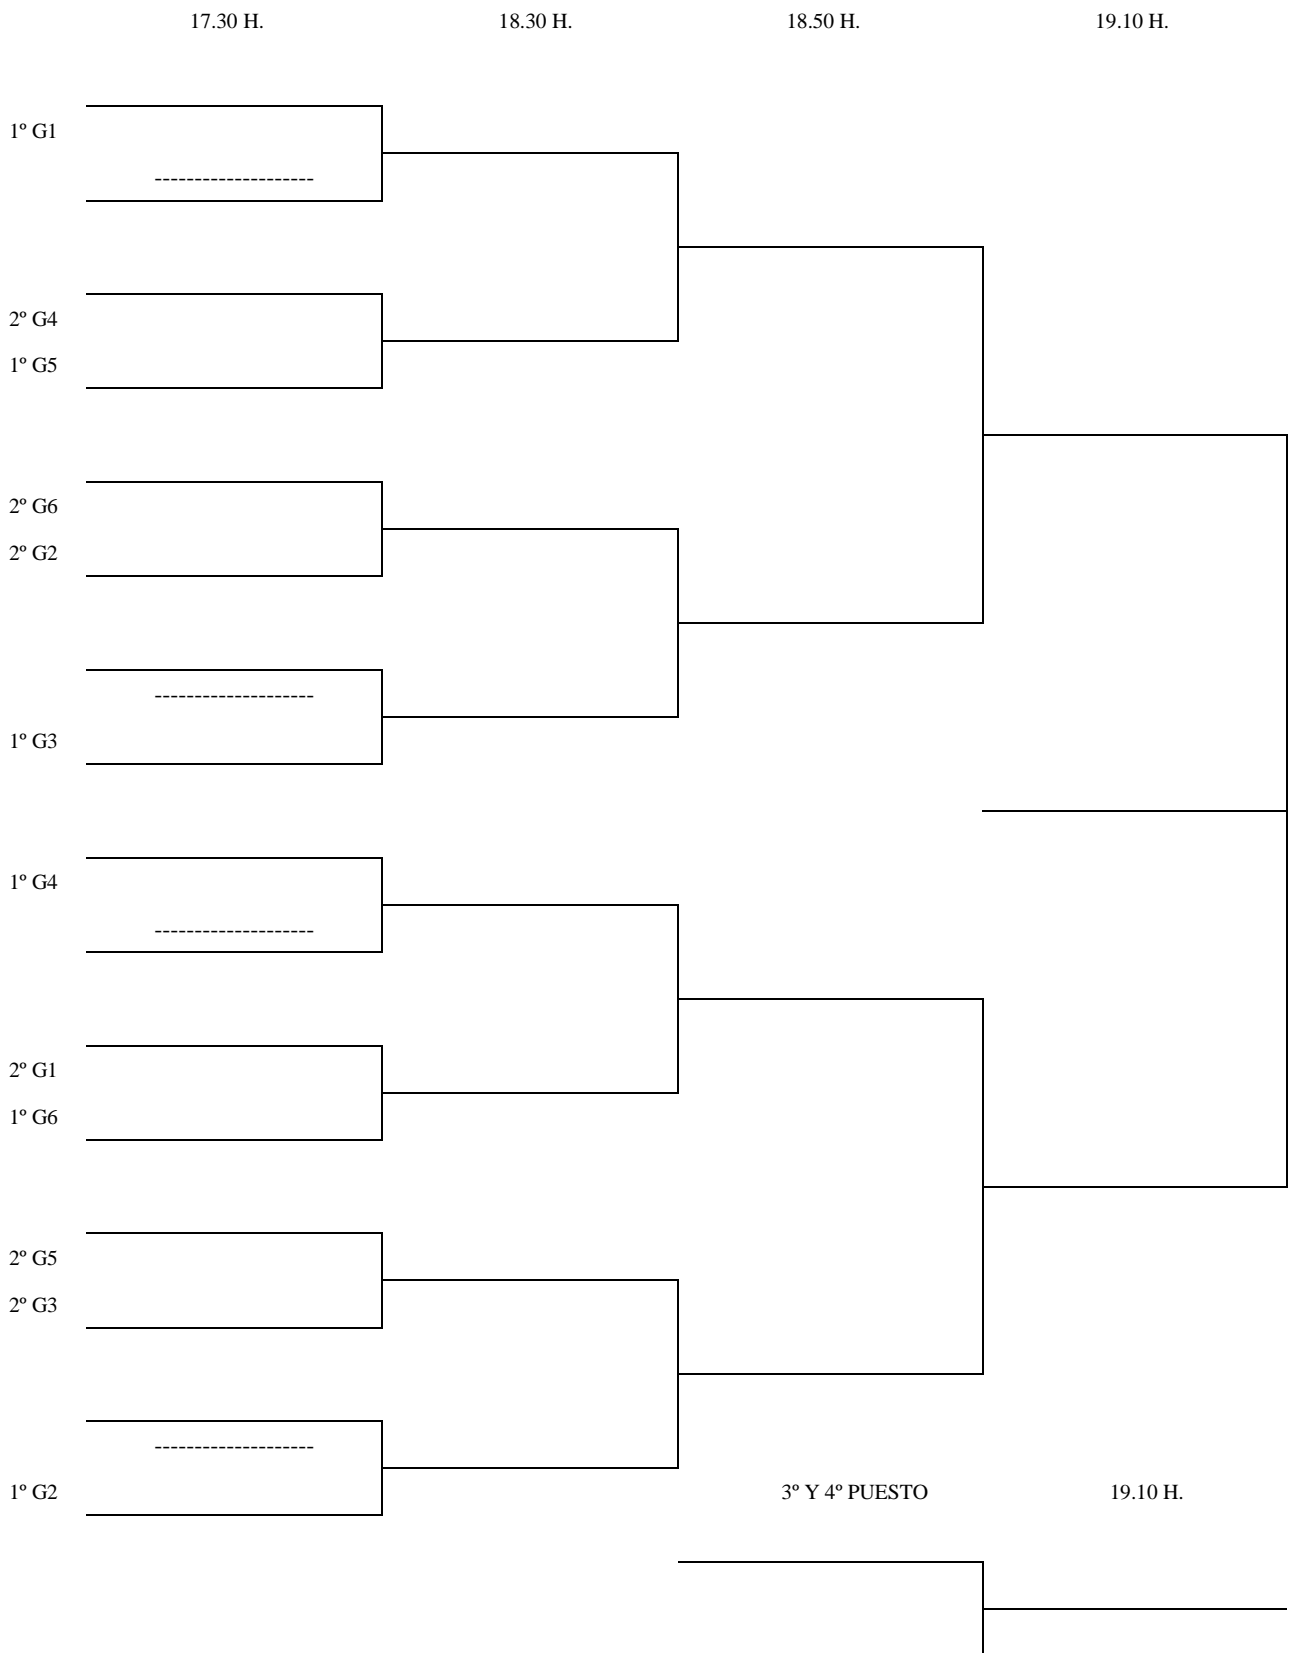 17.30 H. 18.30 H. 18.50 H. 19.10 H.
1º G1
--------------------
2º G4
1º G5
2º G6
2º G2
--------------------
1º G3
1º G4
--------------------
2º G1
1º G6
2º G5
2º G3
--------------------
1º G2 3º Y 4º PUESTO 19.10 H.